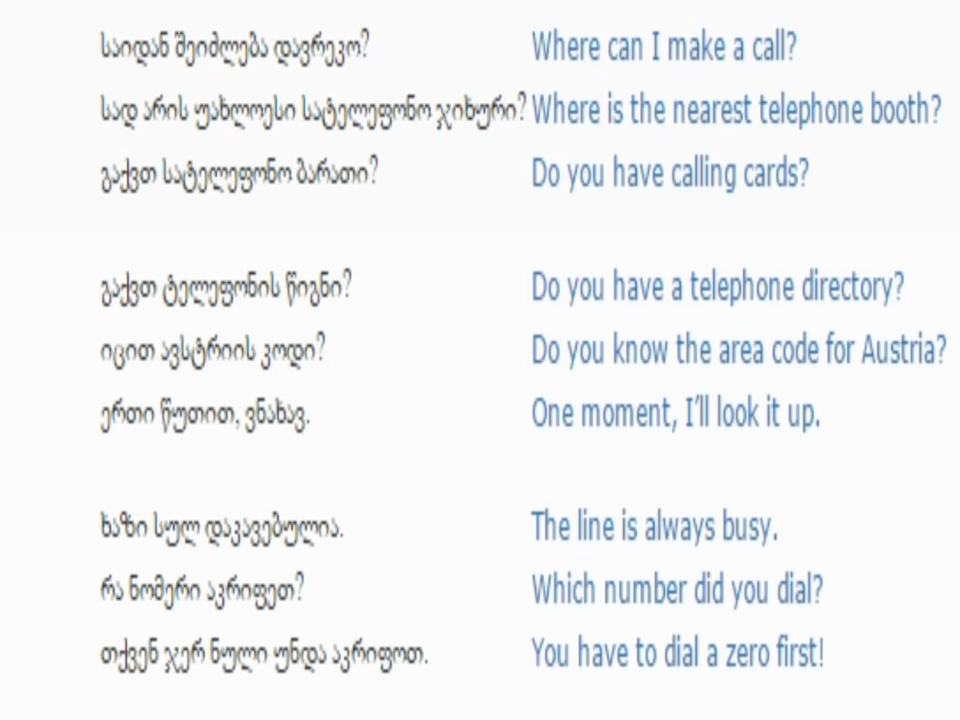 საიდან შეიძლება დავრეკო? Where can I make a call?
სად არის უახლოესი სატელეფონო ჯიხური? Where is the nearest telephone booth?
გაქვთ სატელეფონო ბარათი? Do you have calling cards?
გაქვთ ტელეფონის წიგნი? Do you have a telephone directory?
იცით ავსტრიის კოდი? Do you know the area code for Austria?
ერთი წუთით, ვნახავ. One moment, I’ll look it up.
ხაზი სულ დაკავებულია. The line is always busy.
რა ნომერი აკრიფეთ? Which number did you dial?
თქვენ ჯერ ნული უნდა აკრიფოთ. You have to dial a zero first!